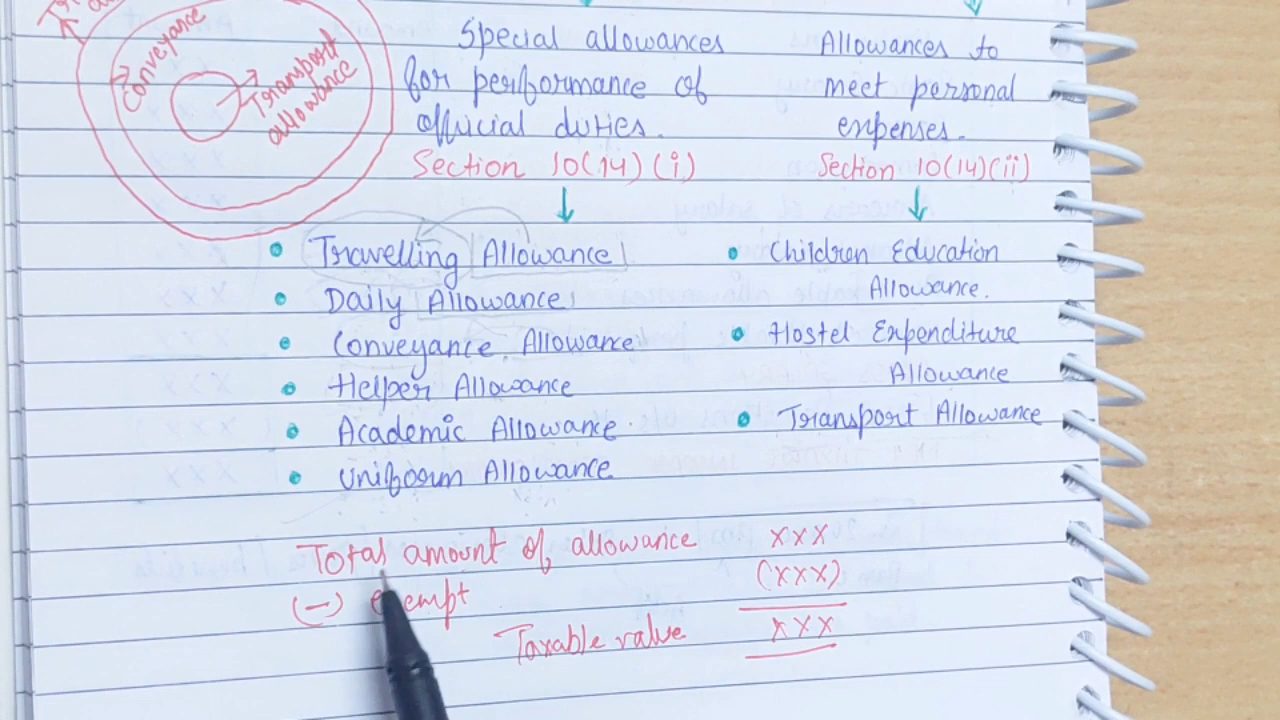 Conveyance
Transport
allowance
Special allowances
for performance of
official duties.
Section 10(14)(i)
Allowances to
meet personal
expenses.
Section 10(14)(ii)
• Travelling Allowance
• Daily Allowance
• Conveyance Allowance
• Helper Allowance
• Academic Allowance
• Uniform Allowance
• Children Education
Allowance.
• Hostel Expenditure
Allowance
• Transport Allowance
Total amount of allowance xxx
(-) exempt (xxx)
Taxable value xxx